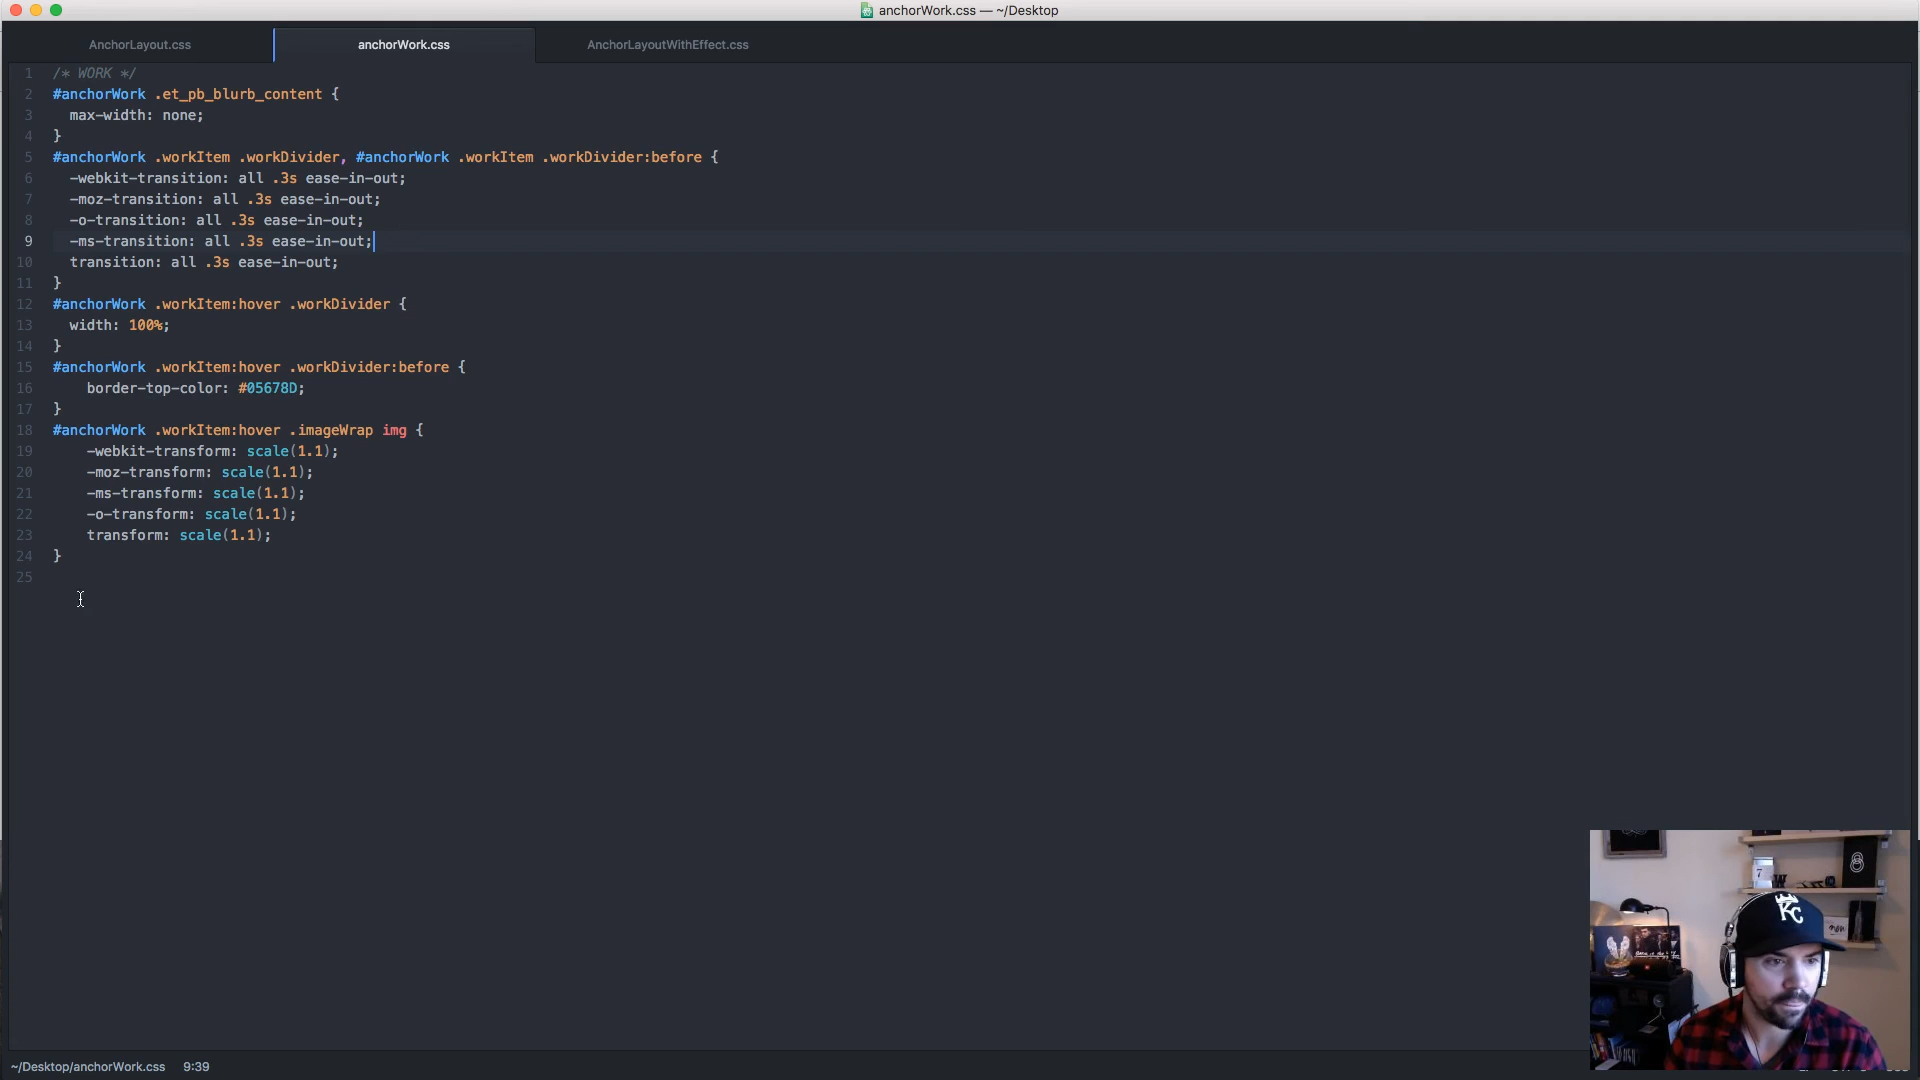 anchorWork.css — ~/Desktop
AnchorLayout.css
anchorWork.css
AnchorLayoutWithEffect.css
1 /* WORK */
2 #anchorWork .et_pb_blurb_content {
3 max-width: none;
4 }
5 #anchorWork .workItem .workDivider, #anchorWork .workItem .workDivider:before {
6 -webkit-transition: all .3s ease-in-out;
7 -moz-transition: all .3s ease-in-out;
8 -o-transition: all .3s ease-in-out;
9 -ms-transition: all .3s ease-in-out;
10 transition: all .3s ease-in-out;
11 }
12 #anchorWork .workItem:hover .workDivider {
13 width: 100%;
14 }
15 #anchorWork .workItem:hover .workDivider:before {
16 border-top-color: #05678D;
17 }
18 #anchorWork .workItem:hover .imageWrap img {
19 -webkit-transform: scale(1.1);
20 -moz-transform: scale(1.1);
21 -ms-transform: scale(1.1);
22 -o-transform: scale(1.1);
23 transform: scale(1.1);
24 }
25
7
KC
~/Desktop/anchorWork.css 9:39